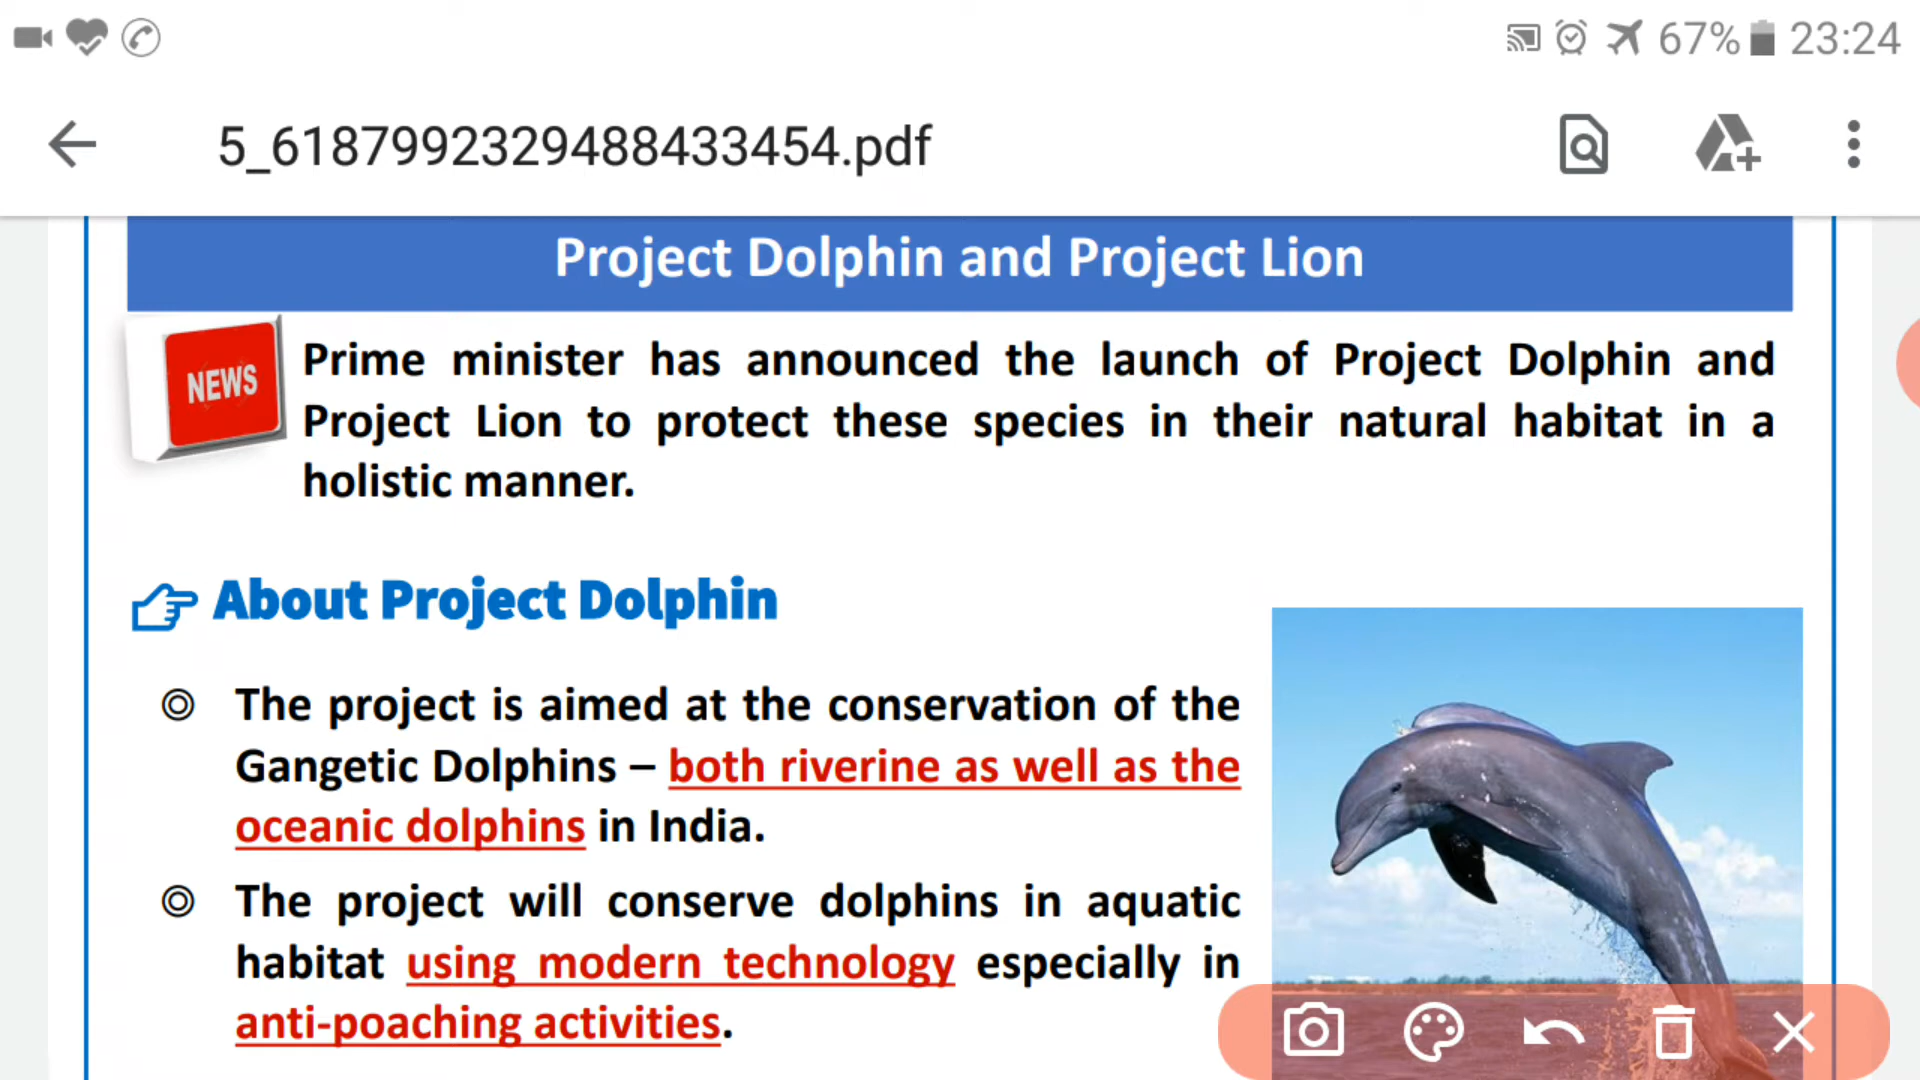 67% 23:24
5_6187992329488433454.pdf
Project Dolphin and Project Lion
NEWS
Prime minister has announced the launch of Project Dolphin and
Project Lion to protect these species in their natural habitat in a
holistic manner.
About Project Dolphin
The project is aimed at the conservation of the
Gangetic Dolphins – both riverine as well as the
oceanic dolphins in India.
The project will conserve dolphins in aquatic
habitat using modern technology especially in
anti-poaching activities.